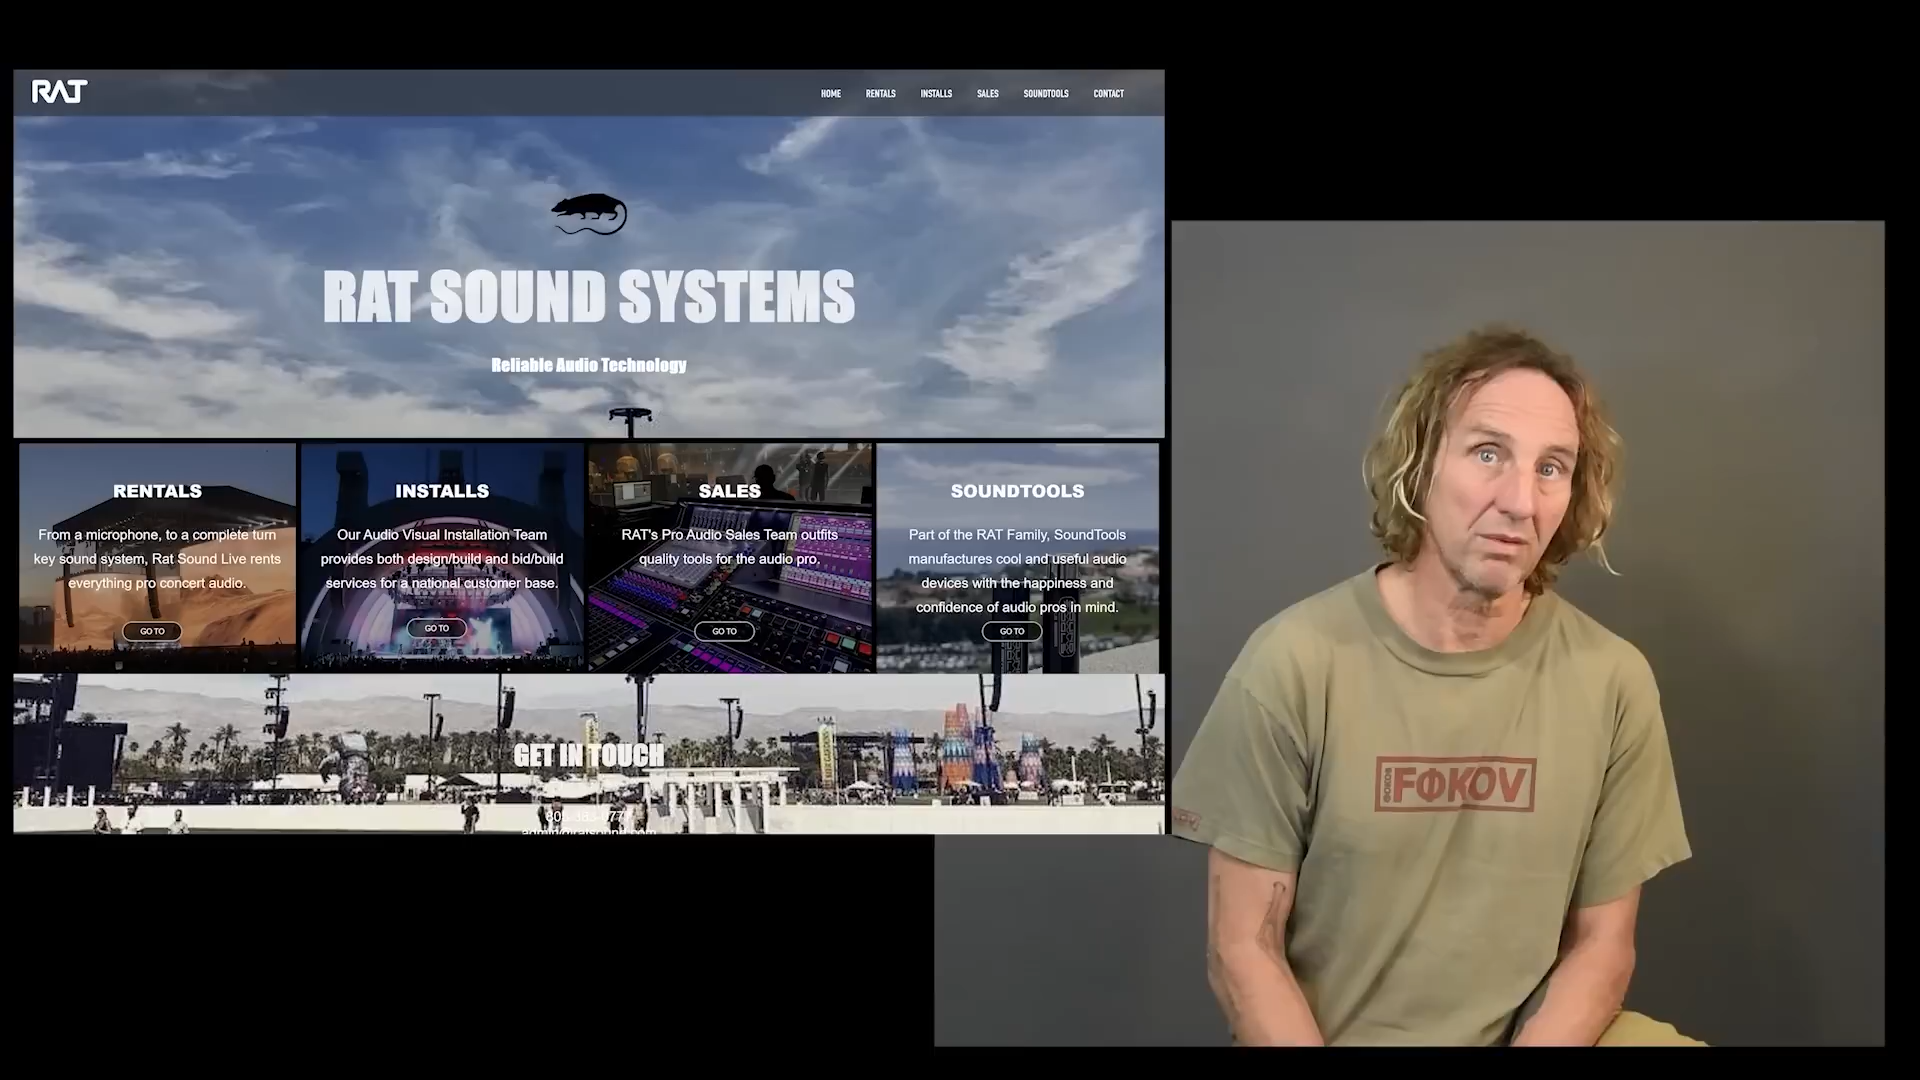 RAT
HOME RENTALS INSTALLS SALES SOUNDTOOLS CONTACT
RAT SOUND SYSTEMS
Reliable Audio Technology
RENTALS
From a microphone, to a complete turn
key sound system, Rat Sound Live rents
everything pro concert audio.
GO TO
INSTALLS
Our Audio Visual Installation Team
provides both design/build and bid/build
services for a national customer base.
GO TO
SALES
RAT's Pro Audio Sales Team outfits
quality tools for the audio pro.
GO TO
SOUNDTOOLS
Part of the RAT Family, SoundTools
manufactures cool and useful audio
devices with the happiness and
confidence of audio pros in mind.
GO TO
GET IN TOUCH
FФKOV